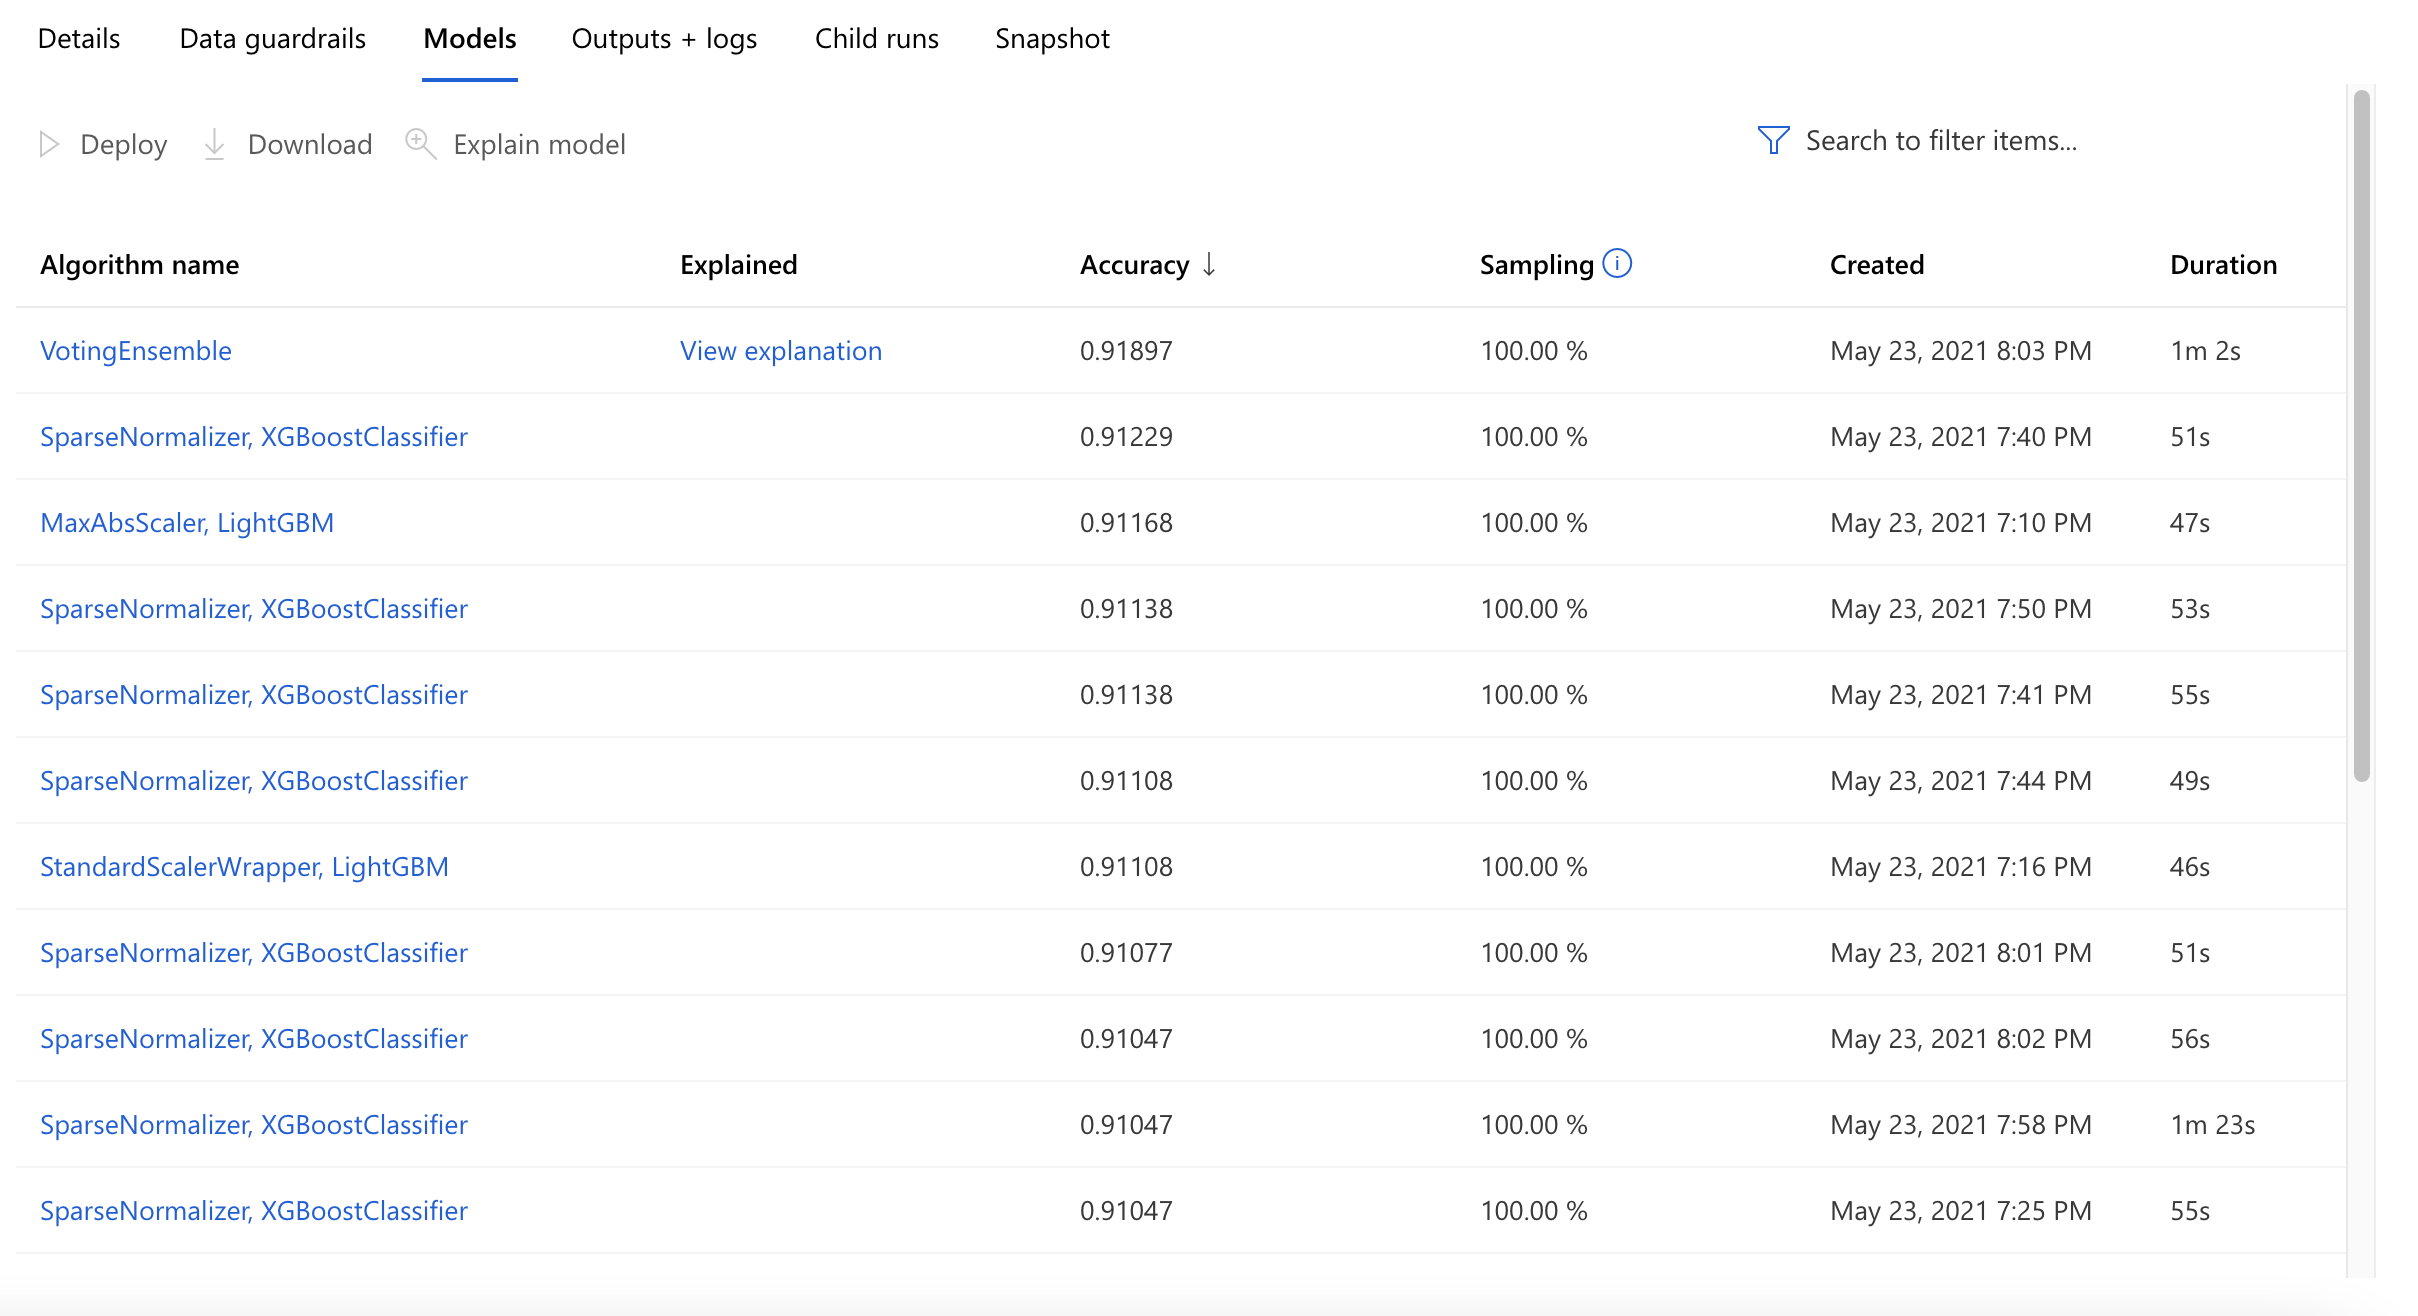 Details Data guardrails Models Outputs + logs Child runs Snapshot
Deploy Download Explain model Search to filter items...
Algorithm name Explained Accuracy ↓ Sampling Created Duration
VotingEnsemble View explanation 0.91897 100.00 % May 23, 2021 8:03 PM 1m 2s
SparseNormalizer, XGBoostClassifier 0.91229 100.00 % May 23, 2021 7:40 PM 51s
MaxAbsScaler, LightGBM 0.91168 100.00 % May 23, 2021 7:10 PM 47s
SparseNormalizer, XGBoostClassifier 0.91138 100.00 % May 23, 2021 7:50 PM 53s
SparseNormalizer, XGBoostClassifier 0.91138 100.00 % May 23, 2021 7:41 PM 55s
SparseNormalizer, XGBoostClassifier 0.91108 100.00 % May 23, 2021 7:44 PM 49s
StandardScalerWrapper, LightGBM 0.91108 100.00 % May 23, 2021 7:16 PM 46s
SparseNormalizer, XGBoostClassifier 0.91077 100.00 % May 23, 2021 8:01 PM 51s
SparseNormalizer, XGBoostClassifier 0.91047 100.00 % May 23, 2021 8:02 PM 56s
SparseNormalizer, XGBoostClassifier 0.91047 100.00 % May 23, 2021 7:58 PM 1m 23s
SparseNormalizer, XGBoostClassifier 0.91047 100.00 % May 23, 2021 7:25 PM 55s